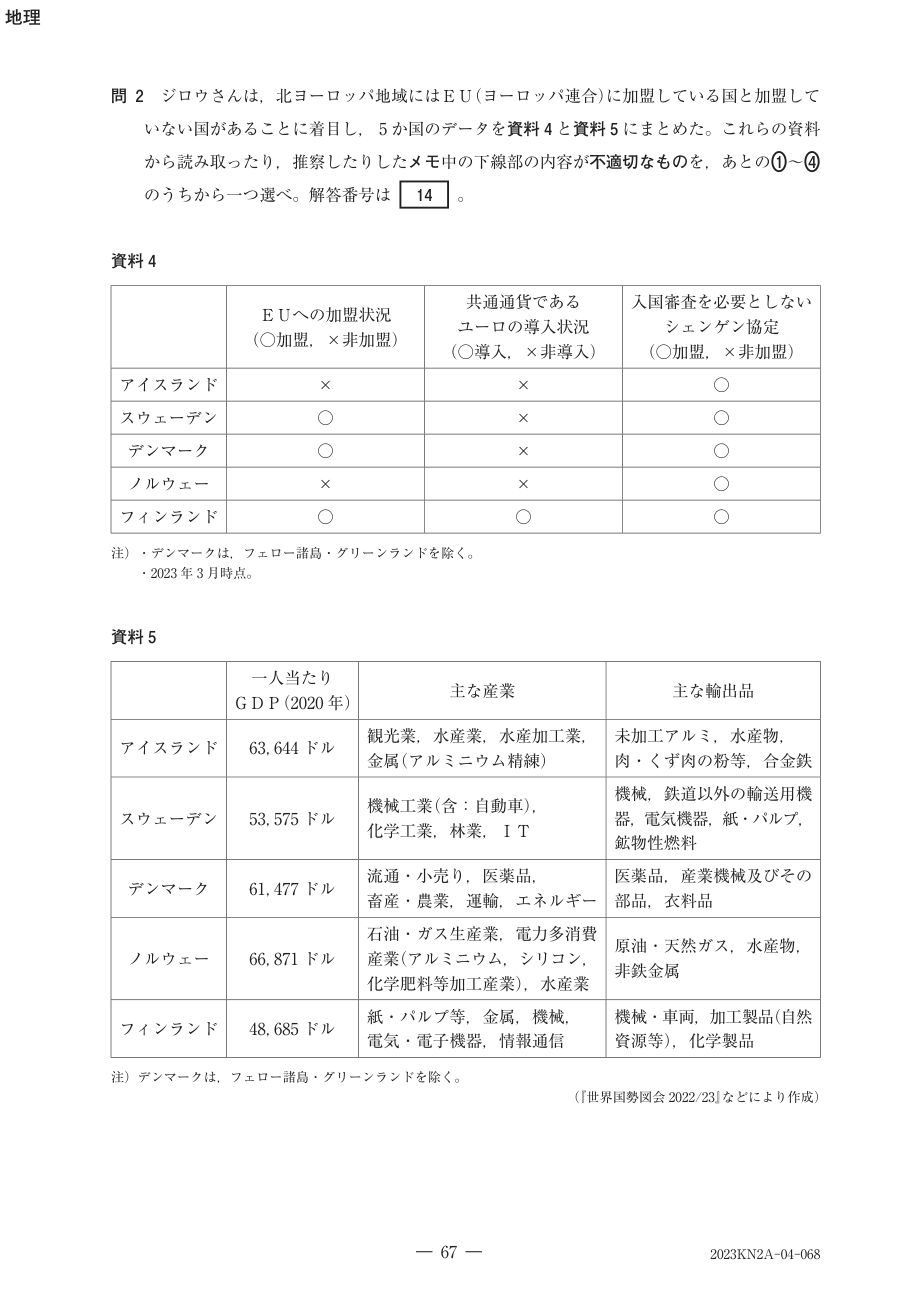 地理
問 2 ジロウさんは，北ヨーロッパ地域にはＥＵ(ヨーロッパ連合)に加盟している国と加盟して
いない国があることに着目し，５か国のデータを資料４と資料５にまとめた。これらの資料
から読み取ったり，推察したりしたメモ中の下線部の内容が不適切なものを，あとの①～④
のうちから一つ選べ。解答番号は 14 。
資料 4
ＥＵへの加盟状況
(○加盟，×非加盟)
共通通貨である
ユーロの導入状況
(○導入，×非導入)
入国審査を必要としない
シェンゲン協定
(○加盟，×非加盟)
アイスランド × × ○
スウェーデン ○ × ○
デンマーク ○ × ○
ノルウェー × × ○
フィンランド ○ ○ ○
注）・デンマークは，フェロー諸島・グリーンランドを除く。
・2023 年 3 月時点。
資料 5
一人当たり
ＧＤＰ(2020 年)
主な産業
主な輸出品
アイスランド
63,644 ドル
観光業，水産業，水産加工業，
金属(アルミニウム精練)
未加工アルミ，水産物，
肉・くず肉の粉等，合金鉄
スウェーデン
53,575 ドル
機械工業(含：自動車)，
化学工業，林業，ＩＴ
機械，鉄道以外の輸送用機
器，電気機器，紙・パルプ，
鉱物性燃料
デンマーク
61,477 ドル
流通・小売り，医薬品，
畜産・農業，運輸，エネルギー
医薬品，産業機械及びその
部品，衣料品
ノルウェー
66,871 ドル
石油・ガス生産業，電力多消費
産業(アルミニウム，シリコン，
化学肥料等加工産業)，水産業
原油・天然ガス，水産物，
非鉄金属
フィンランド
48,685 ドル
紙・パルプ等，金属，機械，
電気・電子機器，情報通信
機械・車両，加工製品(自然
資源等)，化学製品
注）デンマークは，フェロー諸島・グリーンランドを除く。
(『世界国勢図会 2022/23』などにより作成)
― 67 ―
2023KN2A-04-068